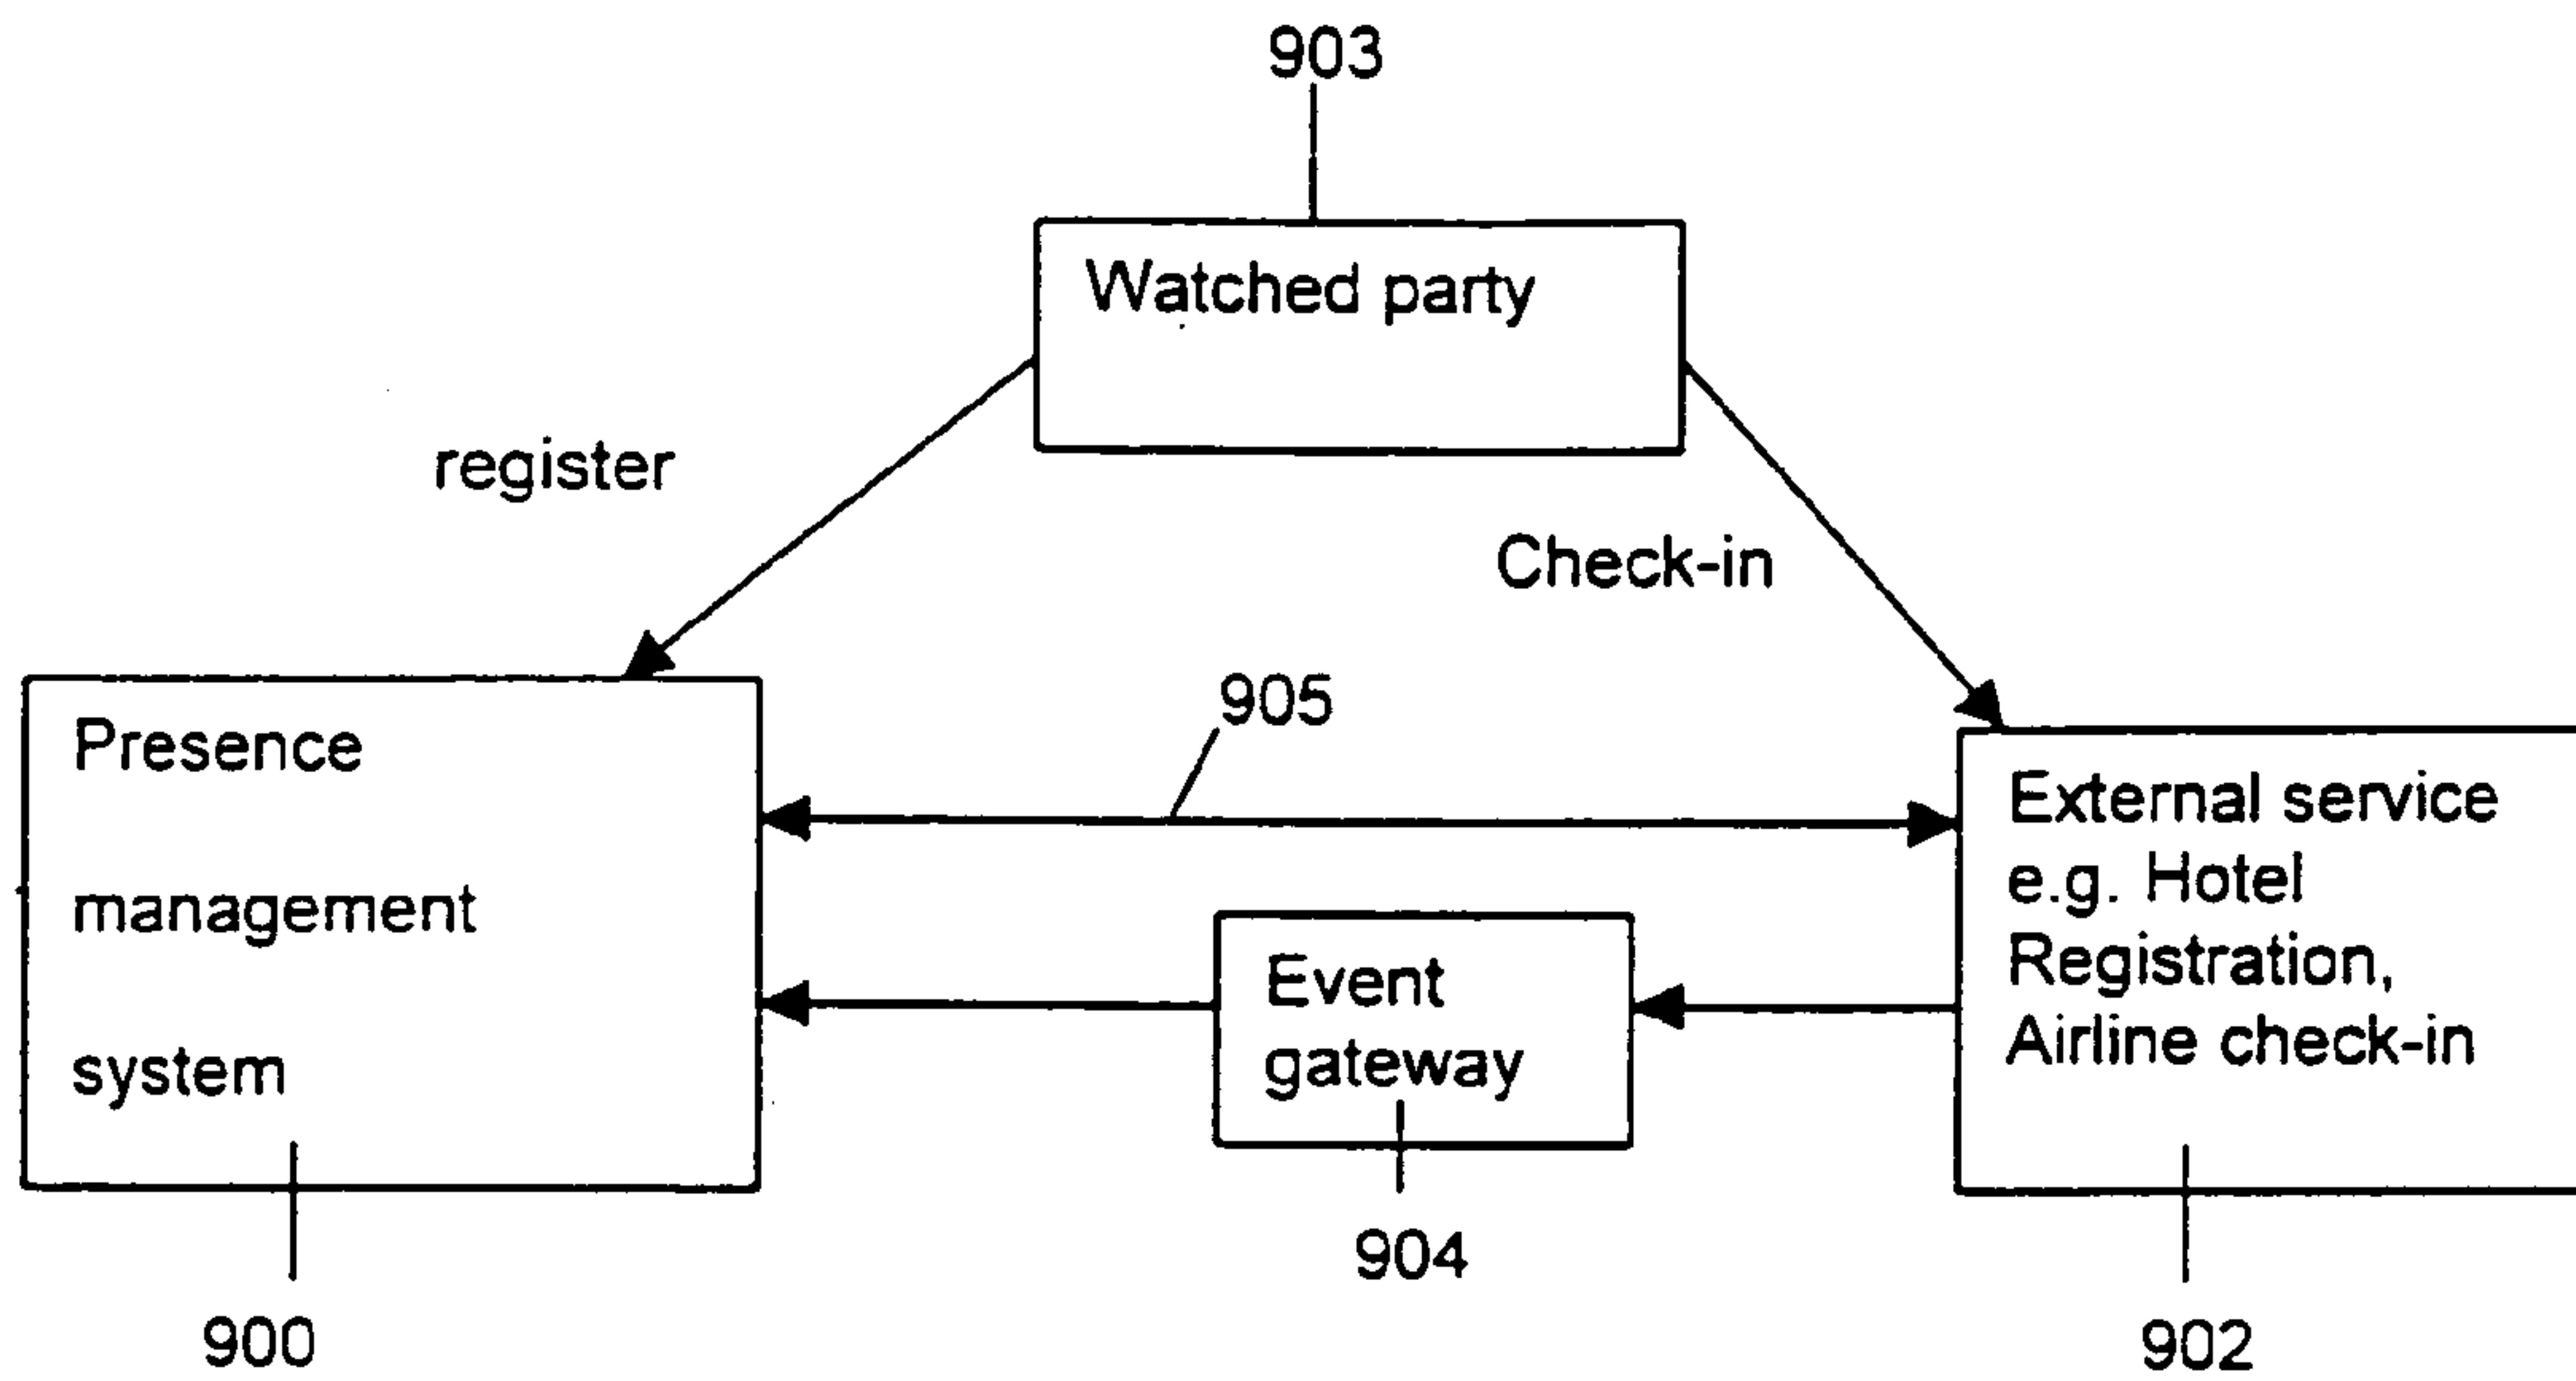 903
Watched party
register
Check-in
905
Presence
management
system
External service
e.g. Hotel
Registration,
Airline check-in
Event
gateway
904
900
902